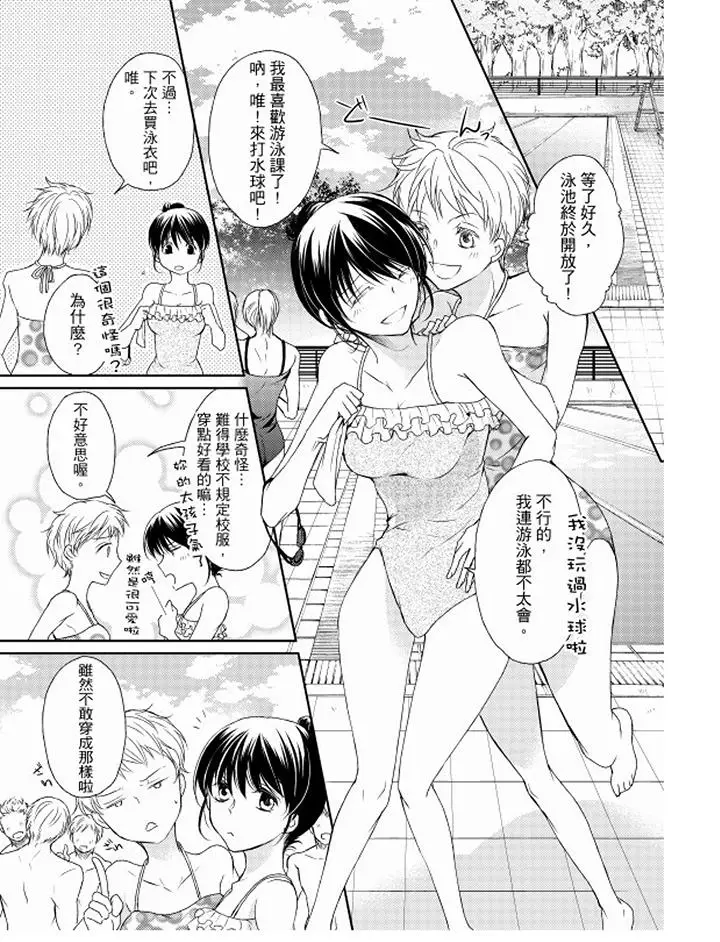 等了好久，
泳池終於開放了！
我最喜歡游泳課了！
吶，唯！來打水球吧！
不行的，
我連游泳都不太會。
我沒玩過水球啦
不過…
下次去買泳衣吧，
唯。
這個很奇怪嗎？
為什麼？
什麼奇怪…
難得學校不規定校服，
穿點好看的嘛…
妳的太孩子氣了
不好意思喔。
雖然是很可愛啦
雖然不敢穿成那樣啦